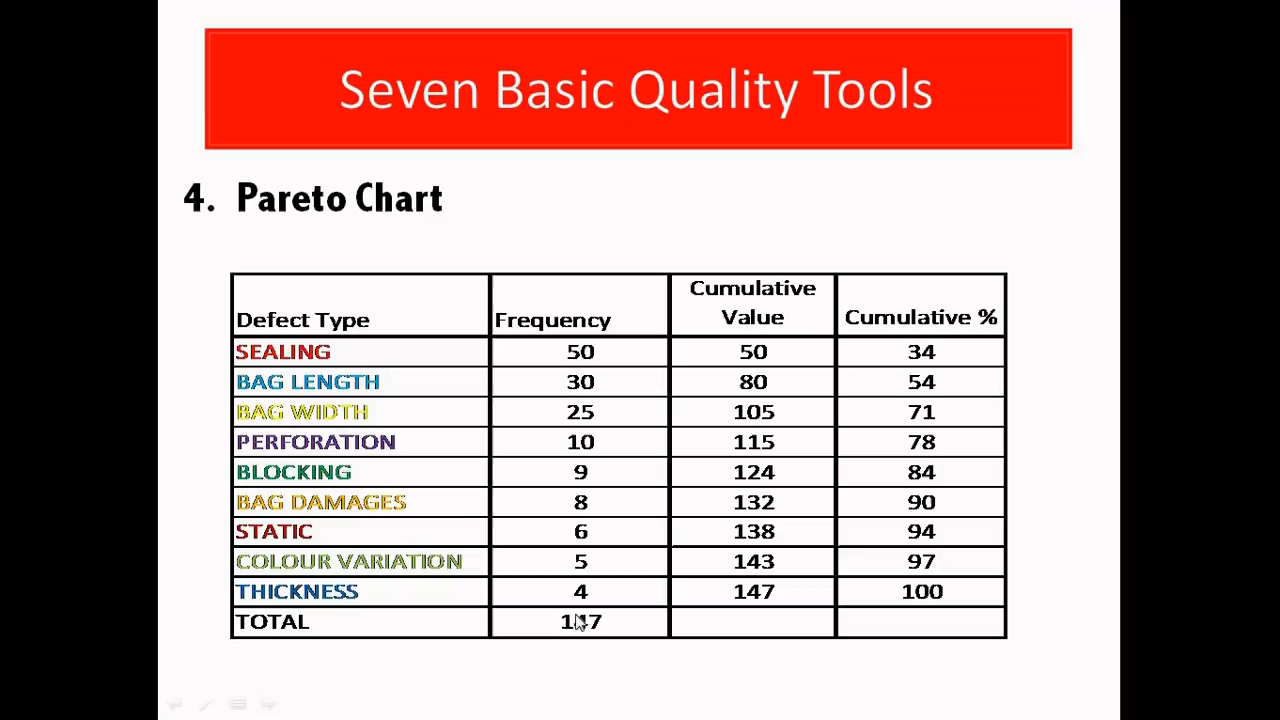 Seven Basic Quality Tools
4. Pareto Chart
Defect Type Frequency Cumulative Value Cumulative %
SEALING 50 50 34
BAG LENGTH 30 80 54
BAG WIDTH 25 105 71
PERFORATION 10 115 78
BLOCKING 9 124 84
BAG DAMAGES 8 132 90
STATIC 6 138 94
COLOUR VARIATION 5 143 97
THICKNESS 4 147 100
TOTAL 147